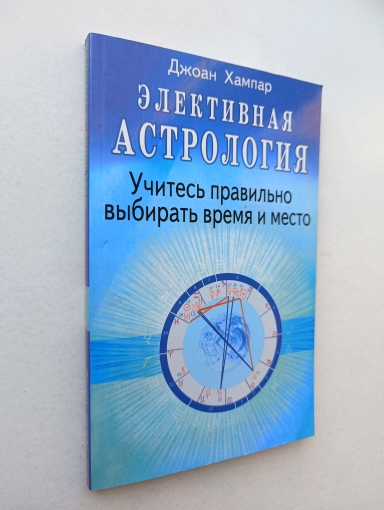 Джоан Хампар
ЭЛЕКТИВНАЯ
АСТРОЛОГИЯ
Учитесь правильно
выбирать время и место